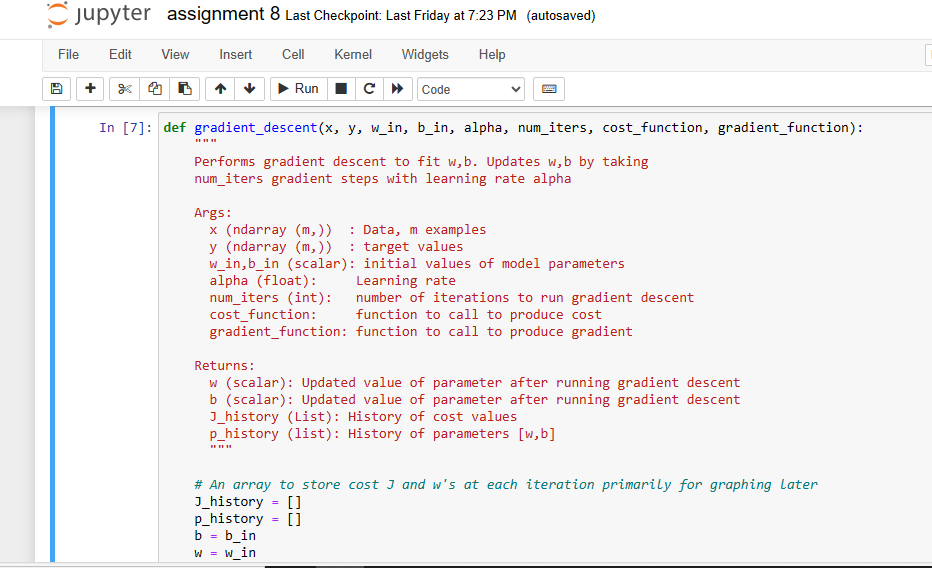 jupyter assignment 8 Last Checkpoint: Last Friday at 7:23 PM (autosaved)
File Edit View Insert Cell Kernel Widgets Help
Run Code
In [7]: def gradient_descent(x, y, w_in, b_in, alpha, num_iters, cost_function, gradient_function):
"""
Performs gradient descent to fit w,b. Updates w,b by taking
num_iters gradient steps with learning rate alpha
Args:
x (ndarray (m,)) : Data, m examples
y (ndarray (m,)) : target values
w_in,b_in (scalar): initial values of model parameters
alpha (float): Learning rate
num_iters (int): number of iterations to run gradient descent
cost_function: function to call to produce cost
gradient_function: function to call to produce gradient
Returns:
w (scalar): Updated value of parameter after running gradient descent
b (scalar): Updated value of parameter after running gradient descent
J_history (List): History of cost values
p_history (list): History of parameters [w,b]
"""
# An array to store cost J and w's at each iteration primarily for graphing later
J_history = []
p_history = []
b = b_in
w = w_in